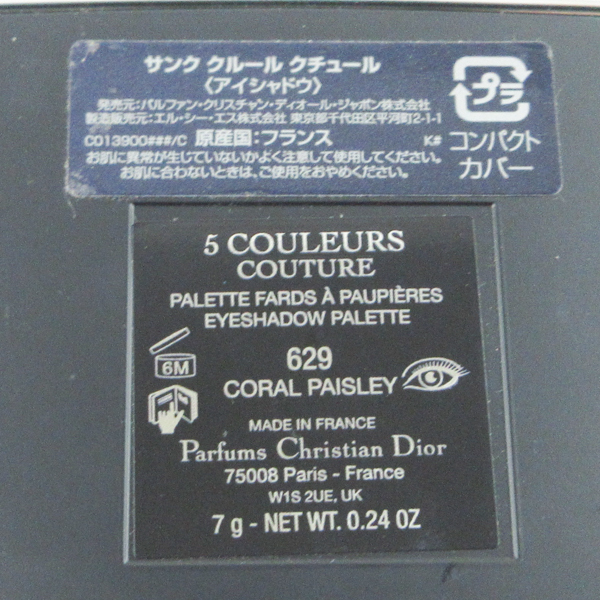 サンク クルール クチュール
〈アイシャドウ〉
発売元:パルファン・クリスチャン・ディオール・ジャポン株式会社
製造販売元:エル・シー・エス株式会社 東京都千代田区平河町2-1-1
C013900###/C 原産国:フランス K#
お肌に異常が生じていないかよく注意して使用してください。
お肌に合わないときは、ご使用をおやめください。
プラ
コンパクト
カバー
5 COULEURS
COUTURE
PALETTE FARDS À PAUPIÈRES
EYESHADOW PALETTE
6M
629
CORAL PAISLEY
MADE IN FRANCE
Parfums Christian Dior
75008 Paris - France
W1S 2UE, UK
7 g - NET WT. 0.24 OZ